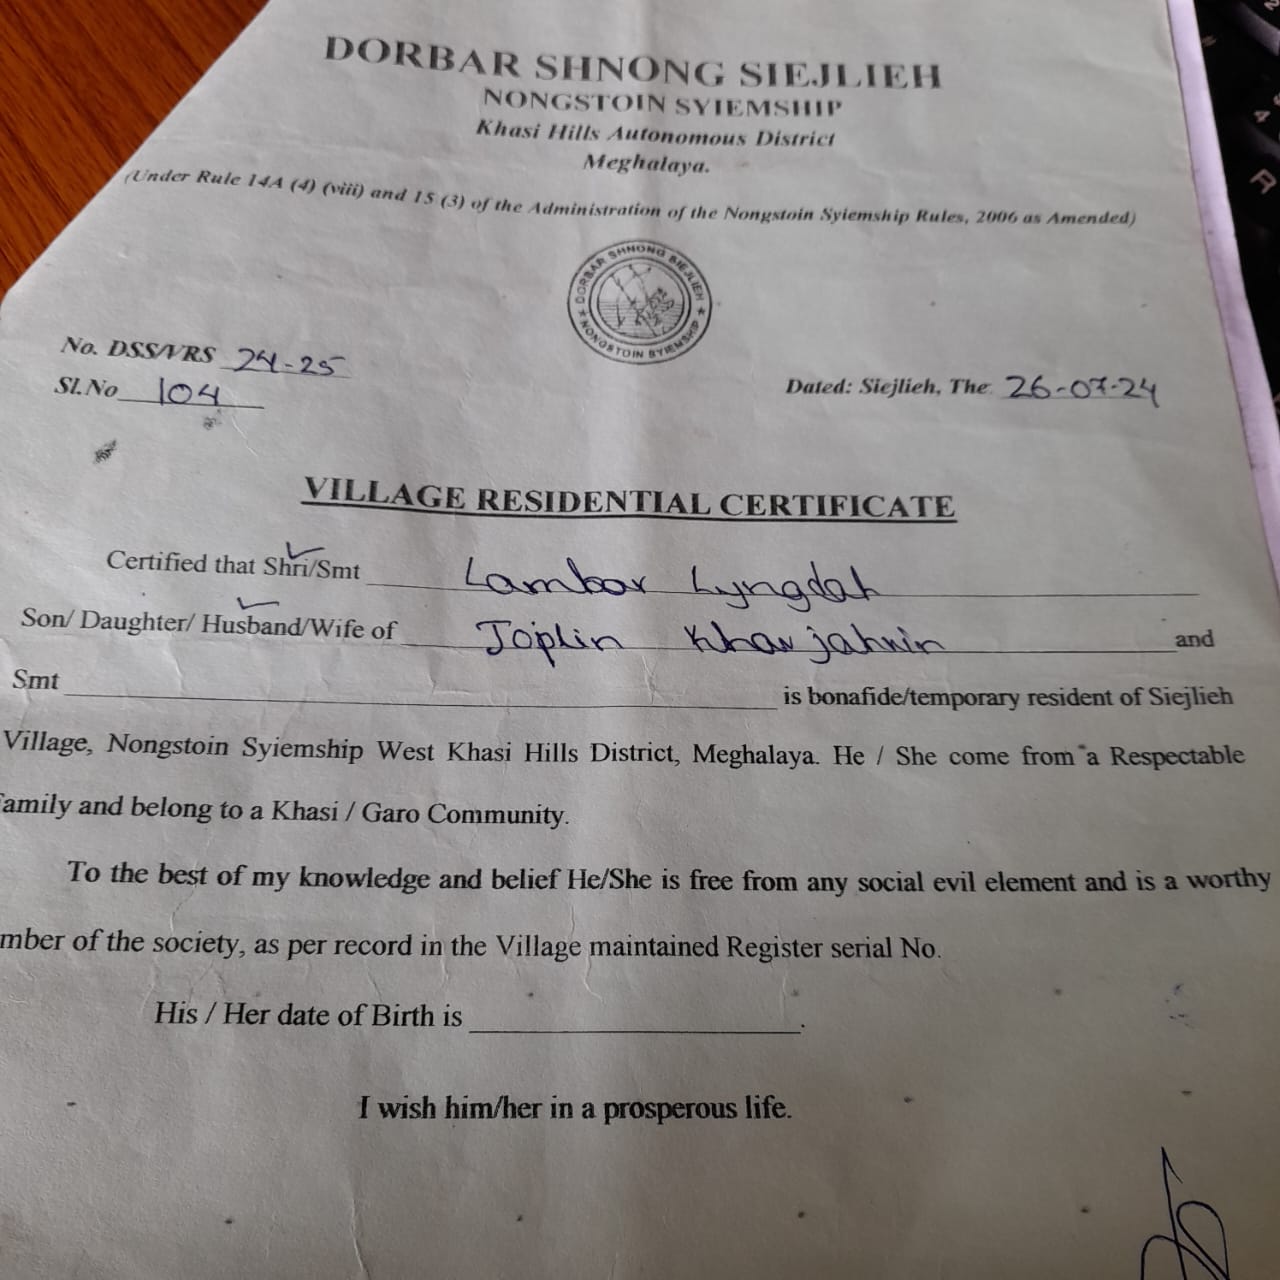 DORBAR SHNONG SIEJLIEH
NONGSTOIN SYIEMSHIP
Khasi Hills Autonomous District
Meghalaya.
(Under Rule 14A (4) (viii) and 15 (3) of the Administration of the Nongstoin Syiemship Rules, 2006 as Amended)
DORBAR SHNONG SIEJLIEH
★ NONGSTOIN SYIEMSHIP ★
No. DSS/VRS 24-25
Sl.No 104
Dated: Siejlieh, The 26-07-24
VILLAGE RESIDENTIAL CERTIFICATE
Certified that Shri/Smt Lambor Lyngdoh
Son/ Daughter/ Husband/Wife of Joplin Kharjahrin and
Smt is bonafide/temporary resident of Siejlieh
Village, Nongstoin Syiemship West Khasi Hills District, Meghalaya. He / She come from a Respectable
family and belong to a Khasi / Garo Community.
To the best of my knowledge and belief He/She is free from any social evil element and is a worthy
mber of the society, as per record in the Village maintained Register serial No.
His / Her date of Birth is .
I wish him/her in a prosperous life.